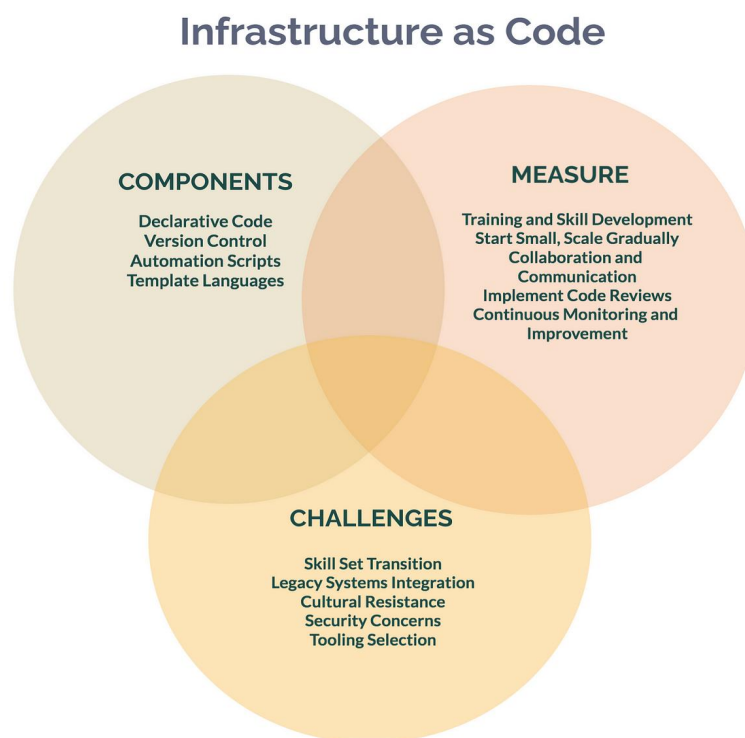 Infrastructure as Code
COMPONENTS
Declarative Code
Version Control
Automation Scripts
Template Languages
MEASURE
Training and Skill Development
Start Small, Scale Gradually
Collaboration and
Communication
Implement Code Reviews
Continuous Monitoring and
Improvement
CHALLENGES
Skill Set Transition
Legacy Systems Integration
Cultural Resistance
Security Concerns
Tooling Selection